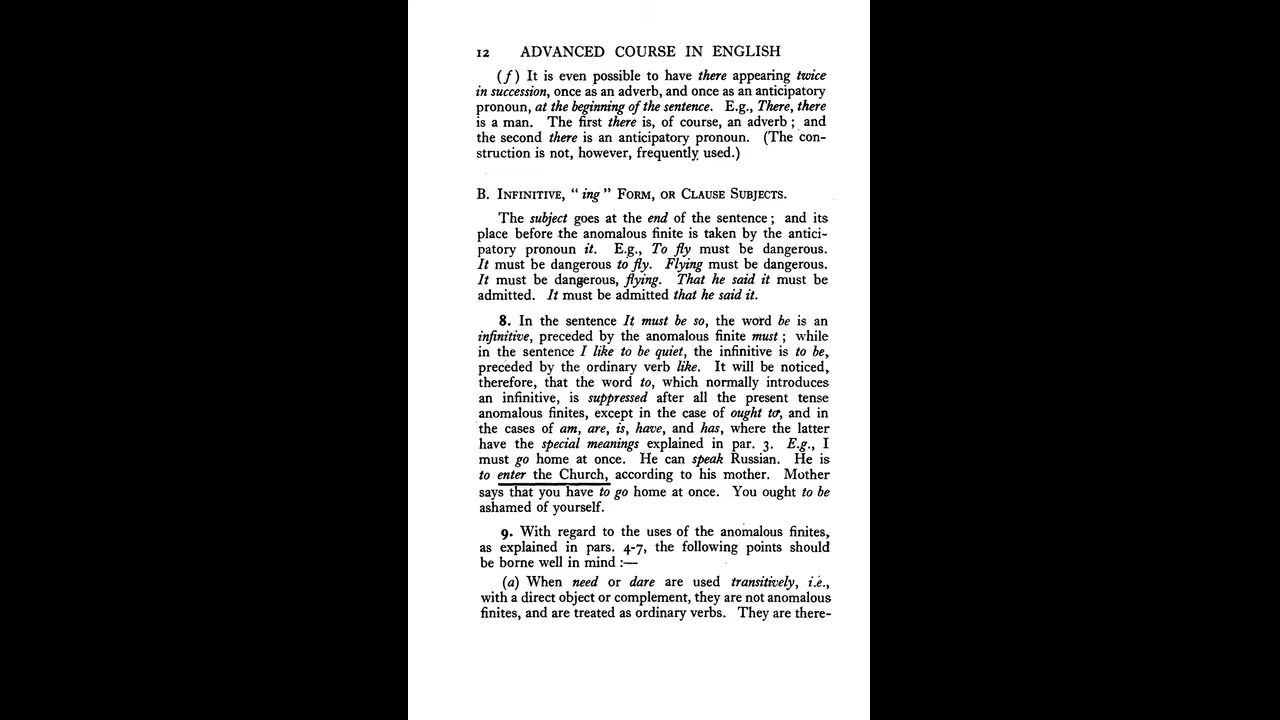 12 ADVANCED COURSE IN ENGLISH
(f) It is even possible to have there appearing twice
in succession, once as an adverb, and once as an anticipatory
pronoun, at the beginning of the sentence. E.g., There, there
is a man. The first there is, of course, an adverb ; and
the second there is an anticipatory pronoun. (The con-
struction is not, however, frequently used.)
B. INFINITIVE, " ing " FORM, OR CLAUSE SUBJECTS.
The subject goes at the end of the sentence ; and its
place before the anomalous finite is taken by the antici-
patory pronoun it. E.g., To fly must be dangerous.
It must be dangerous to fly. Flying must be dangerous.
It must be dangerous, flying. That he said it must be
admitted. It must be admitted that he said it.
8. In the sentence It must be so, the word be is an
infinitive, preceded by the anomalous finite must ; while
in the sentence I like to be quiet, the infinitive is to be,
preceded by the ordinary verb like. It will be noticed,
therefore, that the word to, which normally introduces
an infinitive, is suppressed after all the present tense
anomalous finites, except in the case of ought to, and in
the cases of am, are, is, have, and has, where the latter
have the special meanings explained in par. 3. E.g., I
must go home at once. He can speak Russian. He is
to enter the Church, according to his mother. Mother
says that you have to go home at once. You ought to be
ashamed of yourself.
9. With regard to the uses of the anomalous finites,
as explained in pars. 4-7, the following points should
be borne well in mind :—
(a) When need or dare are used transitively, i.e.,
with a direct object or complement, they are not anomalous
finites, and are treated as ordinary verbs. They are there-